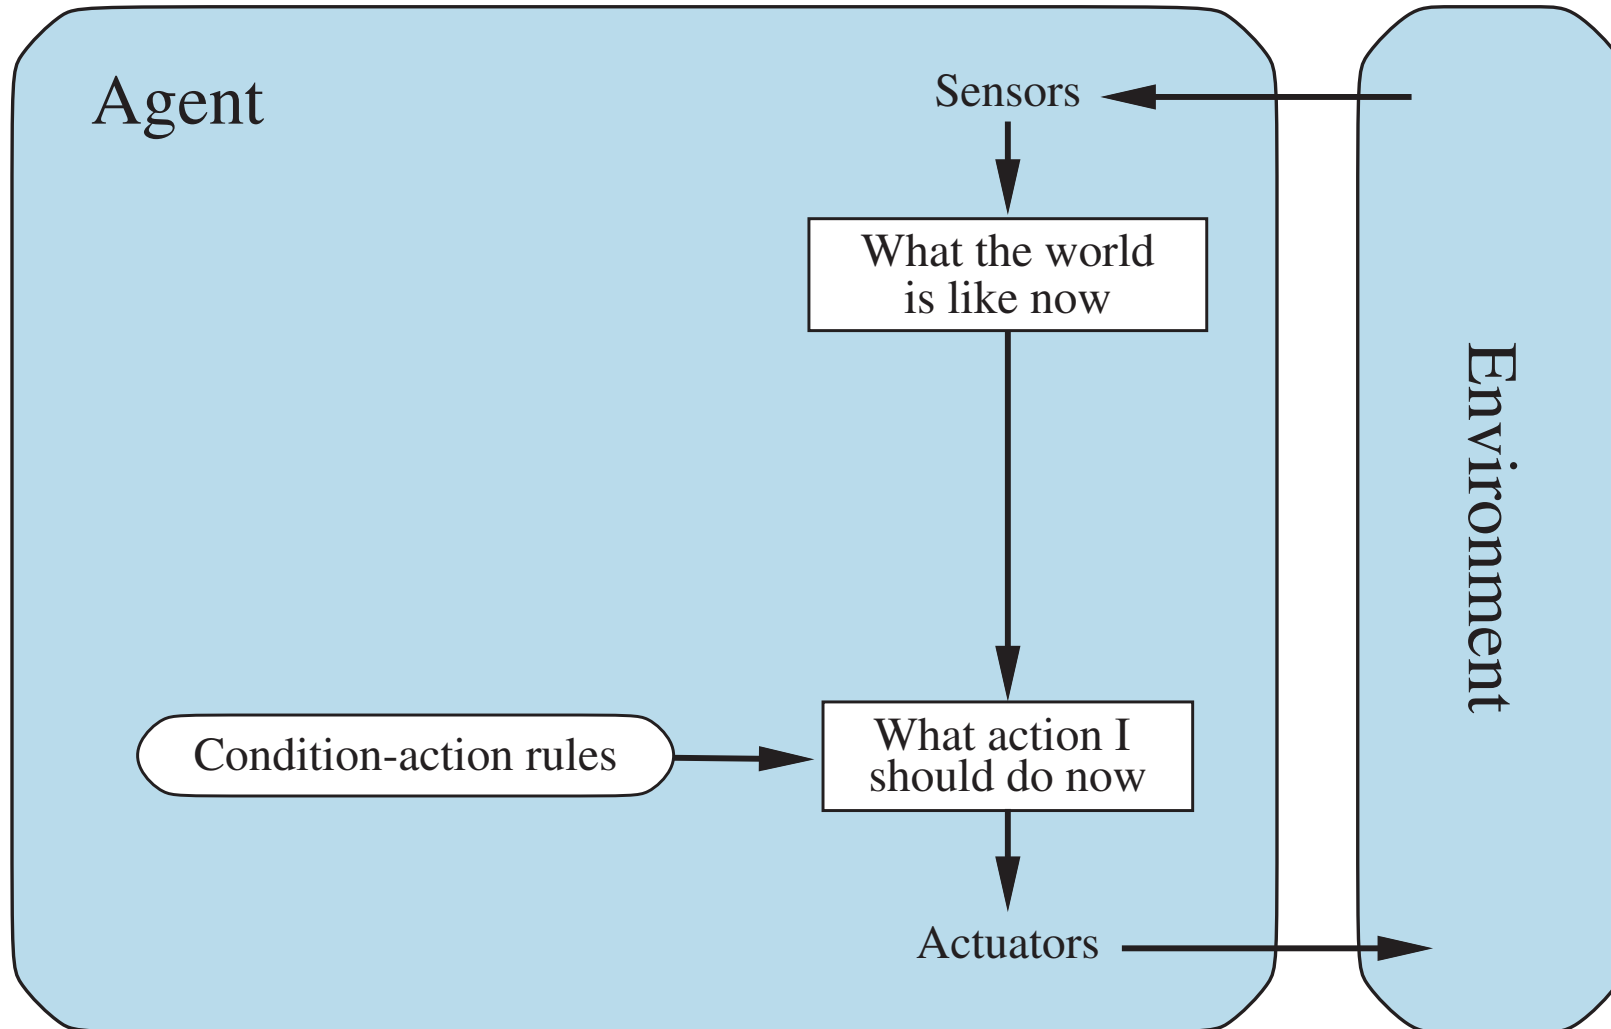 Agent
Sensors
What the world
is like now
Environment
Condition-action rules
What action I
should do now
Actuators